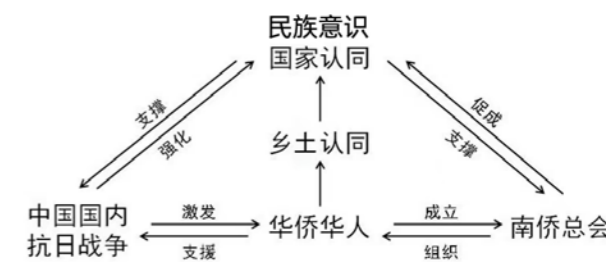 民族意识
国家认同
支撑
强化
促成
支撑
乡土认同
中国国内
抗日战争
激发
支援
华侨华人
成立
组织
南侨总会